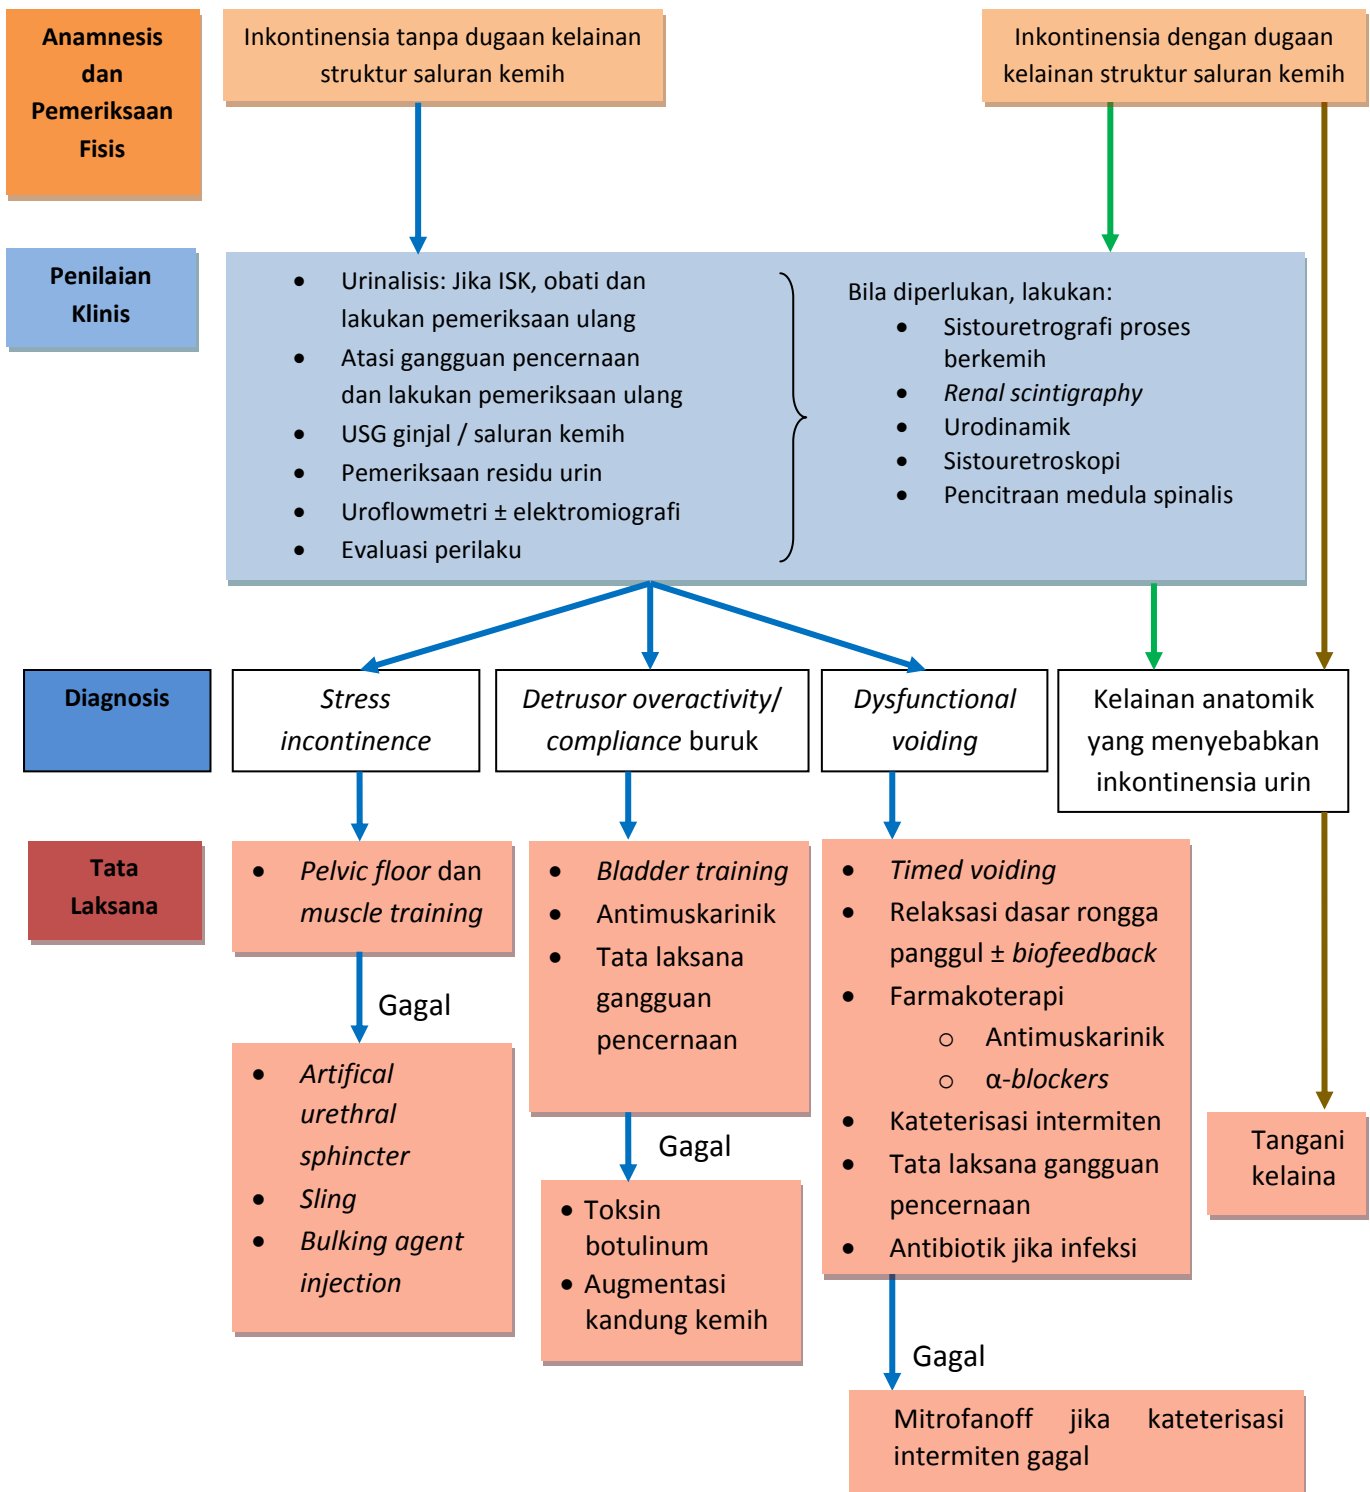 Anamnesis
dan
Pemeriksaan
Fisis
Inkontinensia tanpa dugaan kelainan
struktur saluran kemih
Inkontinensia dengan dugaan
kelainan struktur saluran kemih
Penilaian
Klinis
• Urinalisis: Jika ISK, obati dan
lakukan pemeriksaan ulang
• Atasi gangguan pencernaan
dan lakukan pemeriksaan ulang
• USG ginjal / saluran kemih
• Pemeriksaan residu urin
• Uroflowmetri ± elektromiografi
• Evaluasi perilaku
Bila diperlukan, lakukan:
• Sistouretrografi proses
berkemih
• Renal scintigraphy
• Urodinamik
• Sistouretroskopi
• Pencitraan medula spinalis
Diagnosis
Stress
incontinence
Detrusor overactivity/
compliance buruk
Dysfunctional
voiding
Kelainan anatomik
yang menyebabkan
inkontinensia urin
Tata
Laksana
• Pelvic floor dan
muscle training
Gagal
• Artifical
urethral
sphincter
• Sling
• Bulking agent
injection
• Bladder training
• Antimuskarinik
• Tata laksana
gangguan
pencernaan
Gagal
• Toksin
botulinum
• Augmentasi
kandung kemih
• Timed voiding
• Relaksasi dasar rongga
panggul ± biofeedback
• Farmakoterapi
o Antimuskarinik
o α-blockers
• Kateterisasi intermiten
• Tata laksana gangguan
pencernaan
• Antibiotik jika infeksi
Gagal
Mitrofanoff jika kateterisasi
intermiten gagal
Tangani
kelaina